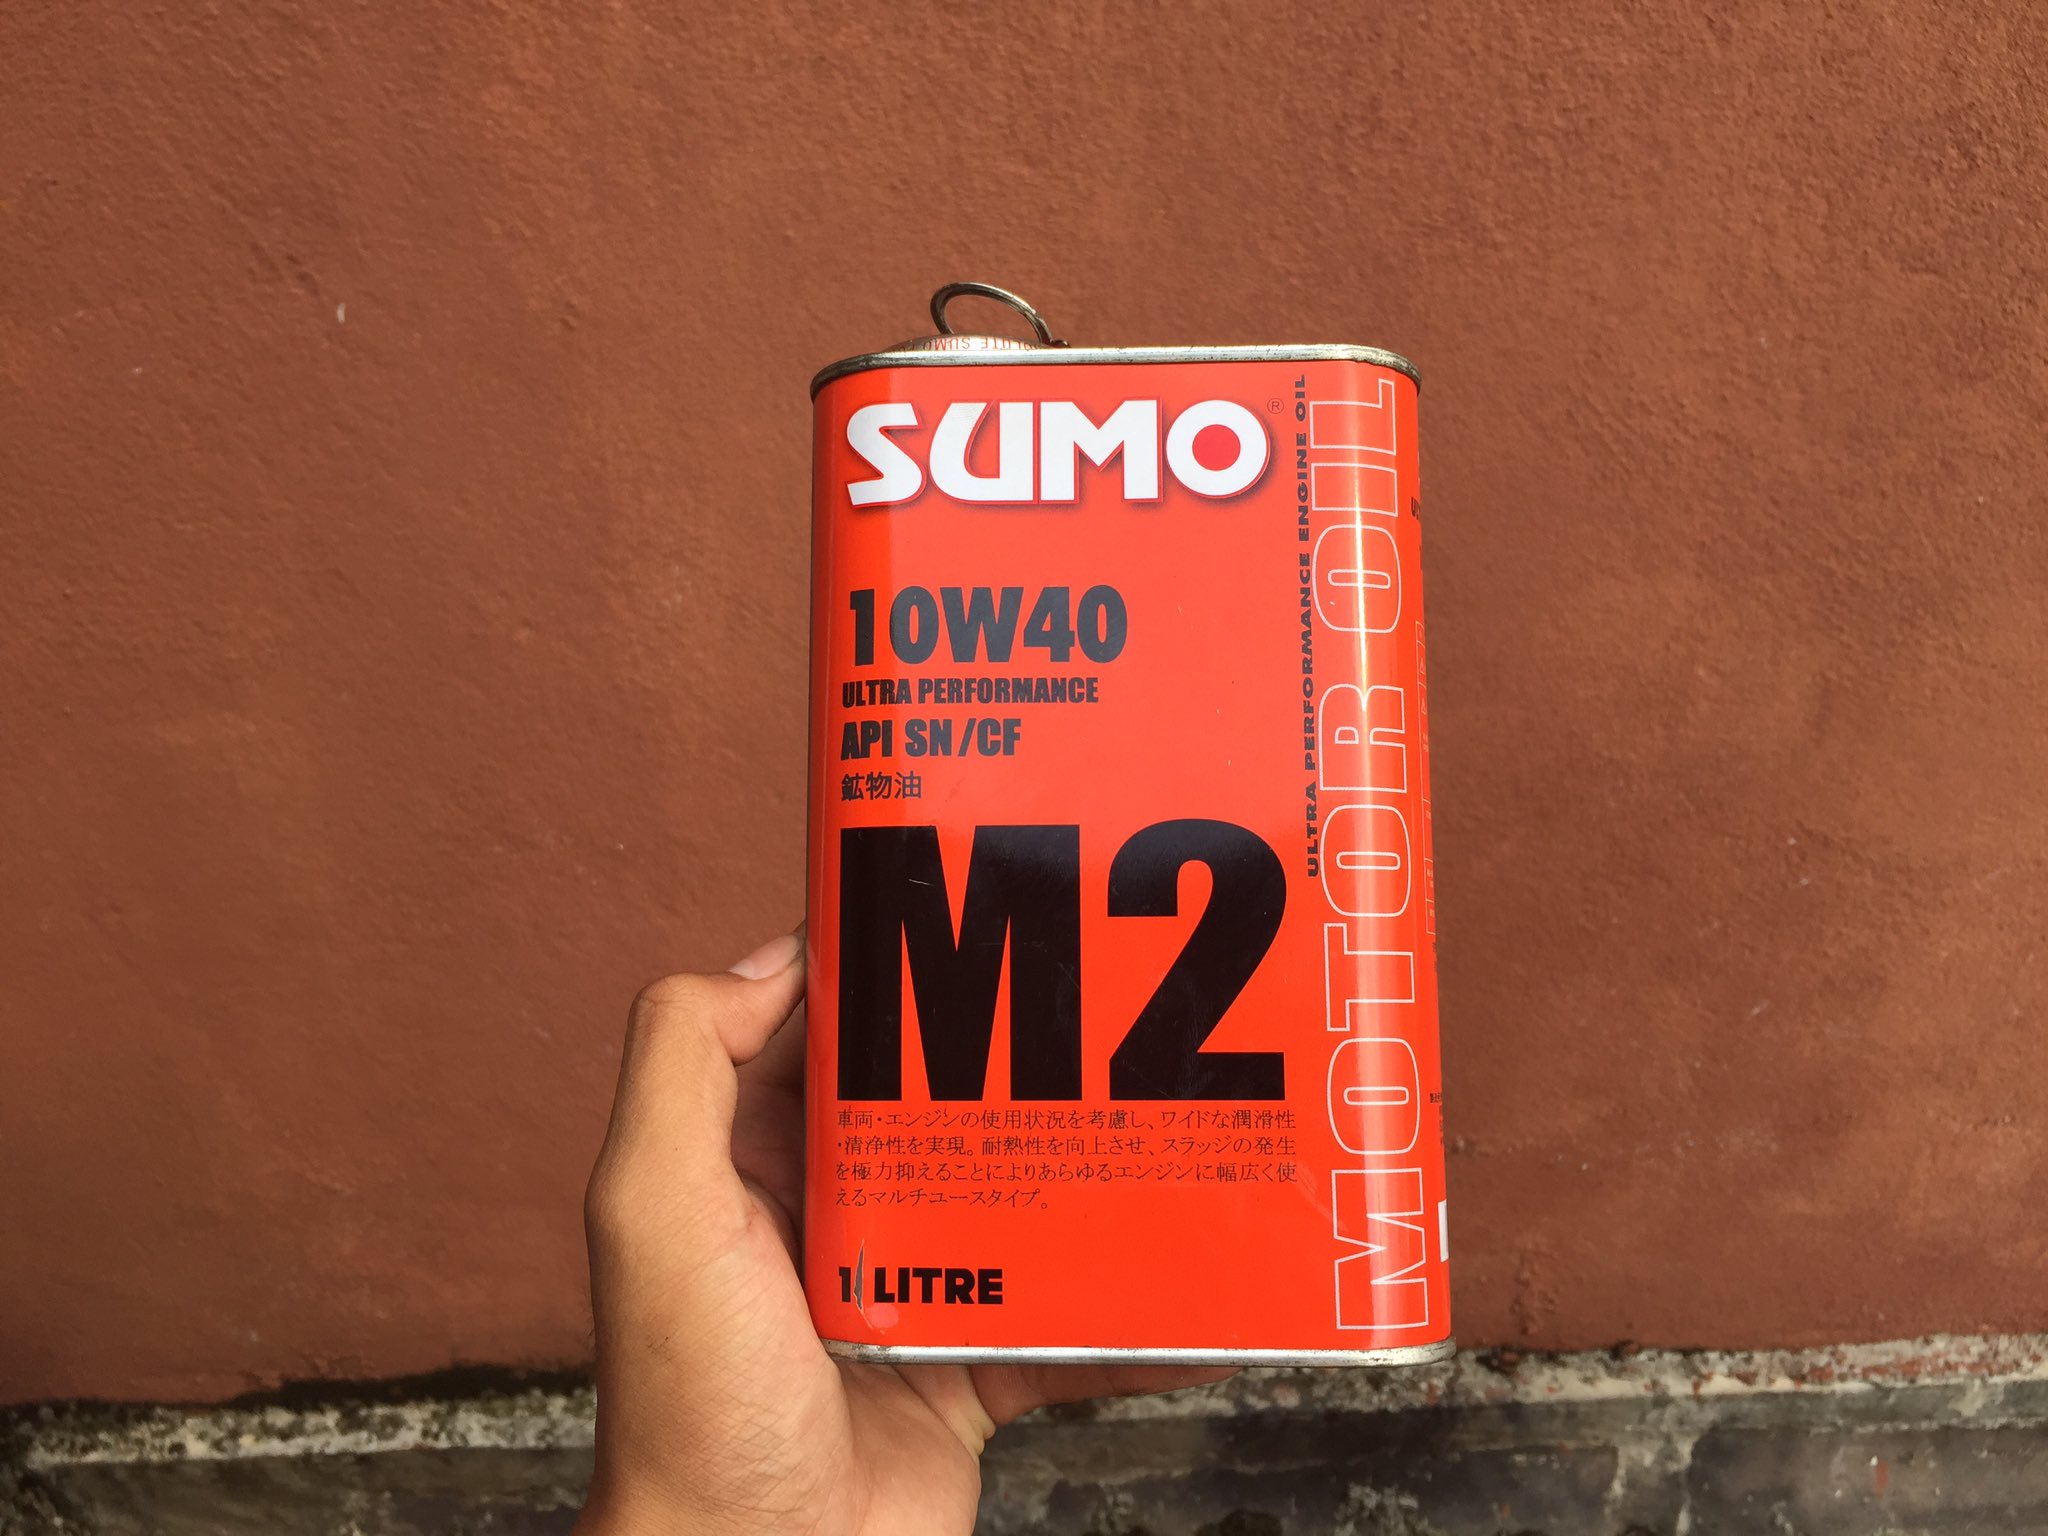 SUMO®
10W40
ULTRA PERFORMANCE
API SN/CF
鉱物油
M2
車両・エンジンの使用状況を考慮し、ワイドな潤滑性
・清浄性を実現。耐熱性を向上させ、スラッジの発生
を極力抑えることによりあらゆるエンジンに幅広く使
えるマルチユースタイプ。
1 LITRE
ULTRA PERFORMANCE ENGINE OIL
MOTOR OIL